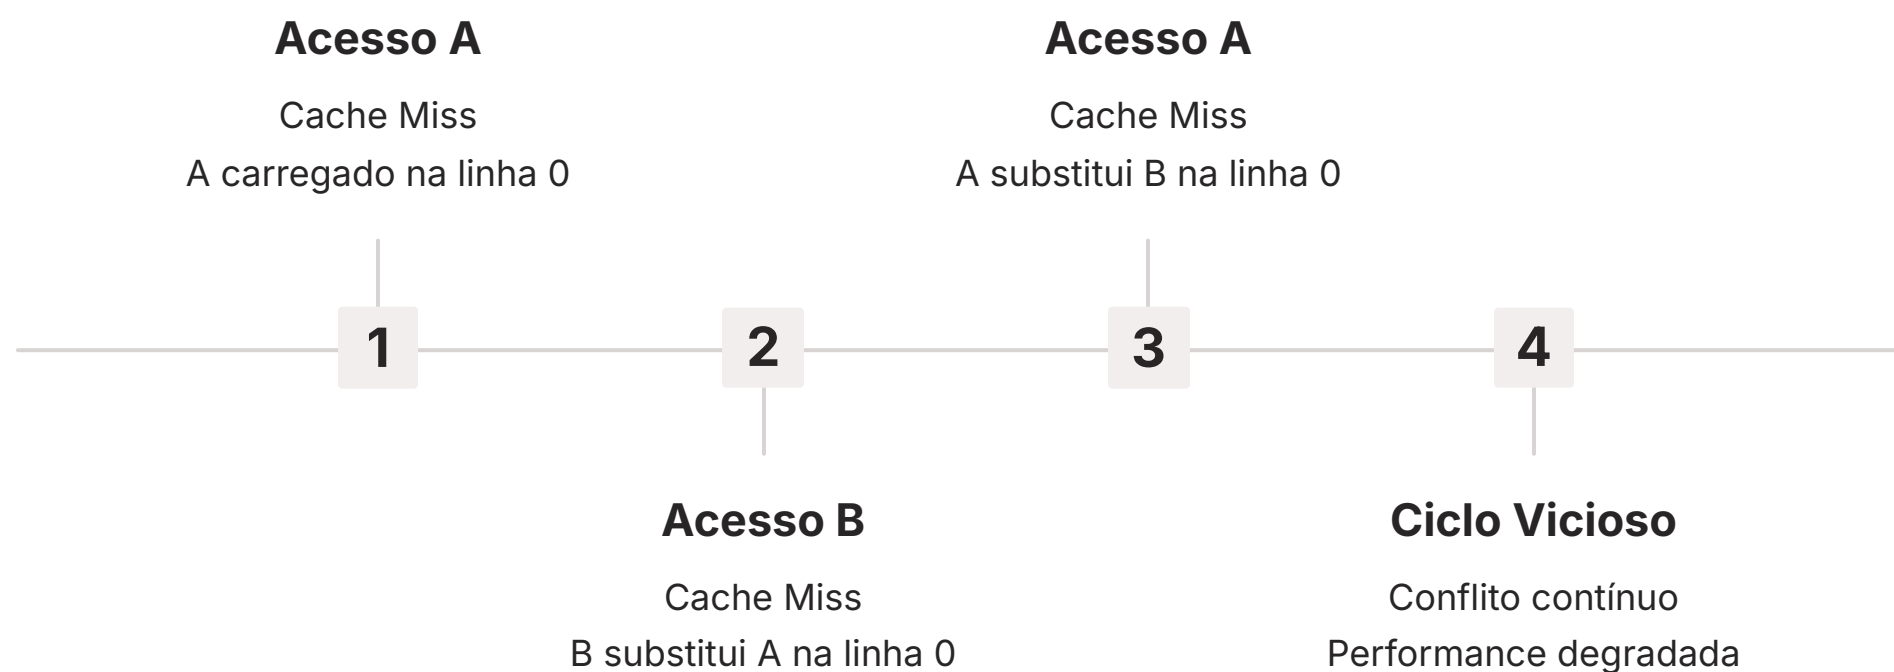 Acesso A
Cache Miss
A carregado na linha 0
1
Acesso B
Cache Miss
B substitui A na linha 0
2
Acesso A
Cache Miss
A substitui B na linha 0
3
Ciclo Vicioso
Conflito contínuo
Performance degradada
4